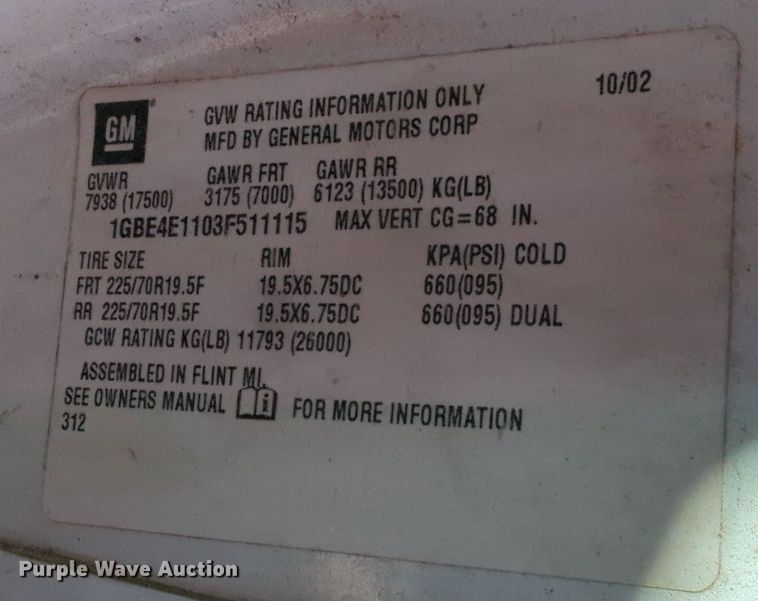 GM®
GVW RATING INFORMATION ONLY 10/02
MFD BY GENERAL MOTORS CORP
GVWR GAWR FRT GAWR RR
7938 (17500) 3175 (7000) 6123 (13500) KG(LB)
1GBE4E1103F511115 MAX VERT CG=68 IN.
TIRE SIZE RIM KPA(PSI) COLD
FRT 225/70R19.5F 19.5X6.75DC 660(095)
RR 225/70R19.5F 19.5X6.75DC 660(095) DUAL
GCW RATING KG(LB) 11793 (26000)
ASSEMBLED IN FLINT MI.
SEE OWNERS MANUAL i FOR MORE INFORMATION
312
Purple Wave Auction